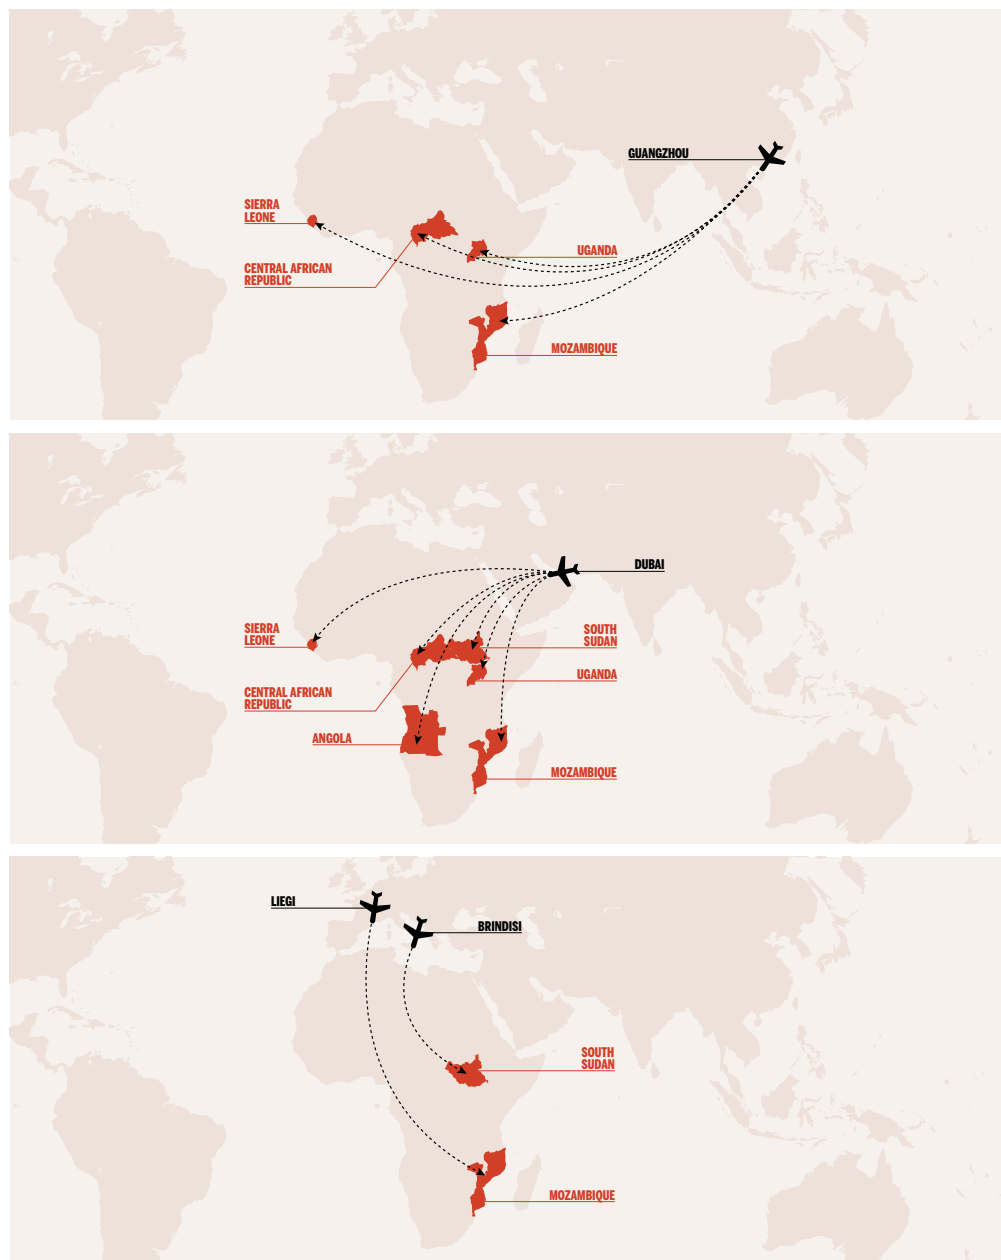 GUANGZHOU
SIERRA
LEONE
UGANDA
CENTRAL AFRICAN
REPUBLIC
MOZAMBIQUE
DUBAI
SIERRA
LEONE
SOUTH
SUDAN
UGANDA
CENTRAL AFRICAN
REPUBLIC
ANGOLA
MOZAMBIQUE
LIEGI
BRINDISI
SOUTH
SUDAN
MOZAMBIQUE